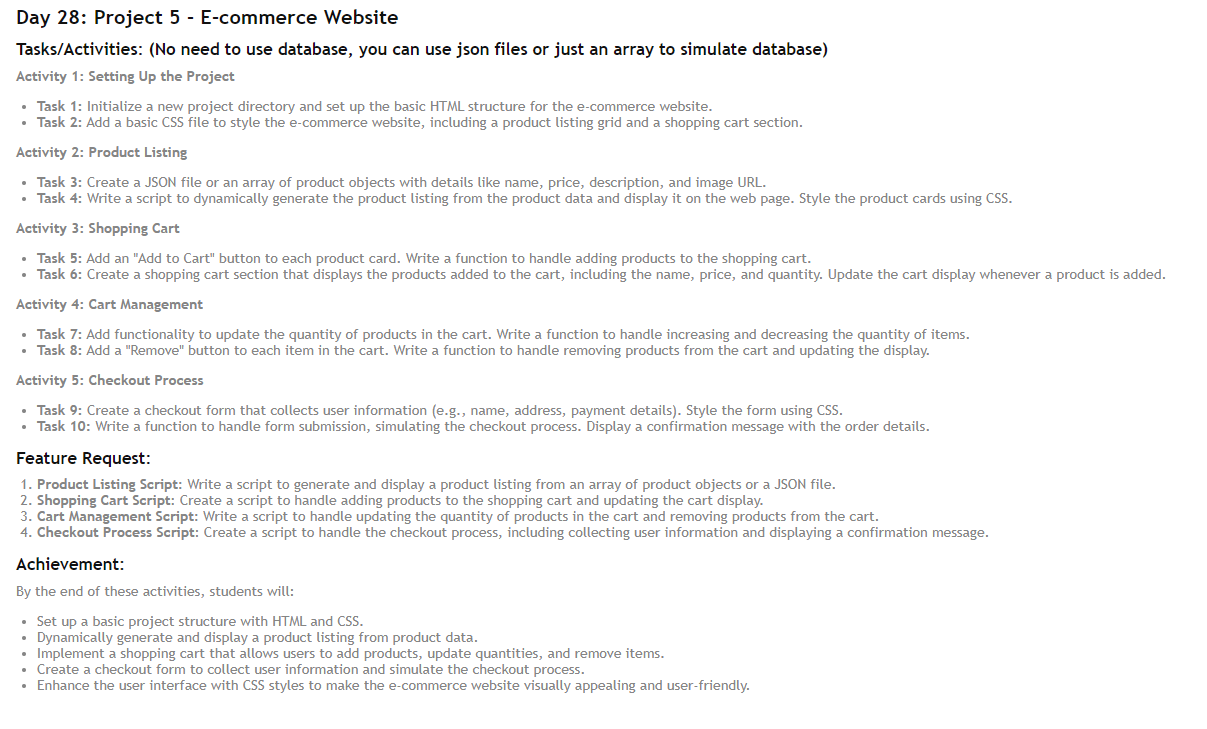 Day 28: Project 5 - E-commerce Website
Tasks/Activities: (No need to use database, you can use json files or just an array to simulate database)
Activity 1: Setting Up the Project
• Task 1: Initialize a new project directory and set up the basic HTML structure for the e-commerce website.
• Task 2: Add a basic CSS file to style the e-commerce website, including a product listing grid and a shopping cart section.
Activity 2: Product Listing
• Task 3: Create a JSON file or an array of product objects with details like name, price, description, and image URL.
• Task 4: Write a script to dynamically generate the product listing from the product data and display it on the web page. Style the product cards using CSS.
Activity 3: Shopping Cart
• Task 5: Add an "Add to Cart" button to each product card. Write a function to handle adding products to the shopping cart.
• Task 6: Create a shopping cart section that displays the products added to the cart, including the name, price, and quantity. Update the cart display whenever a product is added.
Activity 4: Cart Management
• Task 7: Add functionality to update the quantity of products in the cart. Write a function to handle increasing and decreasing the quantity of items.
• Task 8: Add a "Remove" button to each item in the cart. Write a function to handle removing products from the cart and updating the display.
Activity 5: Checkout Process
• Task 9: Create a checkout form that collects user information (e.g., name, address, payment details). Style the form using CSS.
• Task 10: Write a function to handle form submission, simulating the checkout process. Display a confirmation message with the order details.
Feature Request:
1. Product Listing Script: Write a script to generate and display a product listing from an array of product objects or a JSON file.
2. Shopping Cart Script: Create a script to handle adding products to the shopping cart and updating the cart display.
3. Cart Management Script: Write a script to handle updating the quantity of products in the cart and removing products from the cart.
4. Checkout Process Script: Create a script to handle the checkout process, including collecting user information and displaying a confirmation message.
Achievement:
By the end of these activities, students will:
• Set up a basic project structure with HTML and CSS.
• Dynamically generate and display a product listing from product data.
• Implement a shopping cart that allows users to add products, update quantities, and remove items.
• Create a checkout form to collect user information and simulate the checkout process.
• Enhance the user interface with CSS styles to make the e-commerce website visually appealing and user-friendly.